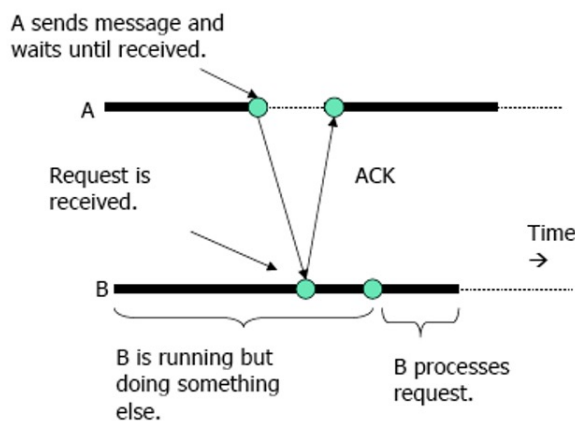 A sends message and
waits until received.
A
Request is
received.
ACK
Time
→
B
B is running but
doing something
else.
B processes
request.